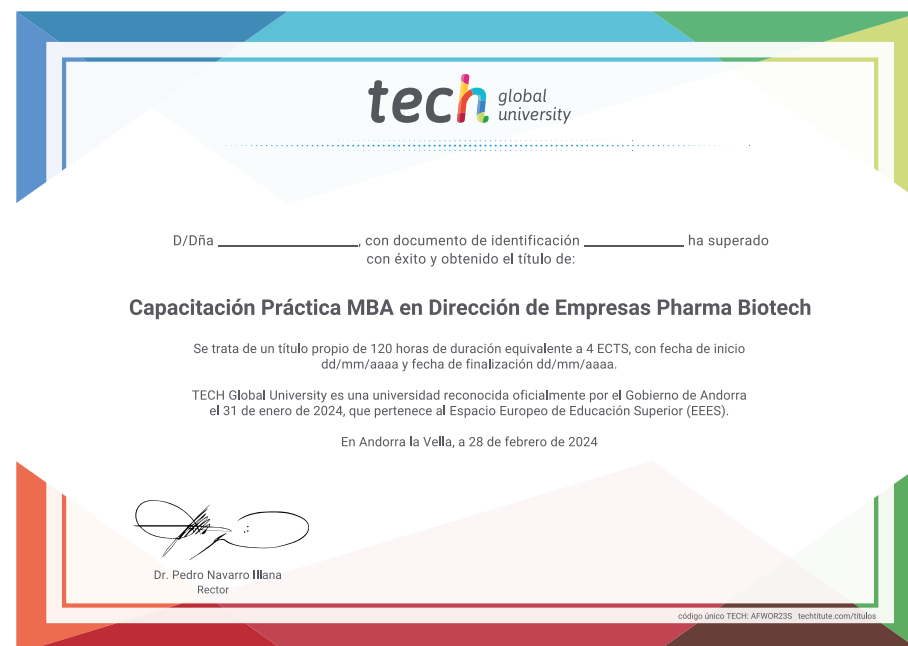 tech global
university
D/Dña ____________________, con documento de identificación ______________ ha superado
con éxito y obtenido el título de:
Capacitación Práctica MBA en Dirección de Empresas Pharma Biotech
Se trata de un título propio de 120 horas de duración equivalente a 4 ECTS, con fecha de inicio
dd/mm/aaaa y fecha de finalización dd/mm/aaaa.
TECH Global University es una universidad reconocida oficialmente por el Gobierno de Andorra
el 31 de enero de 2024, que pertenece al Espacio Europeo de Educación Superior (EEES).
En Andorra la Vella, a 28 de febrero de 2024
Dr. Pedro Navarro Illana
Rector
código único TECH: AFWOR23S techtitute.com/titulos